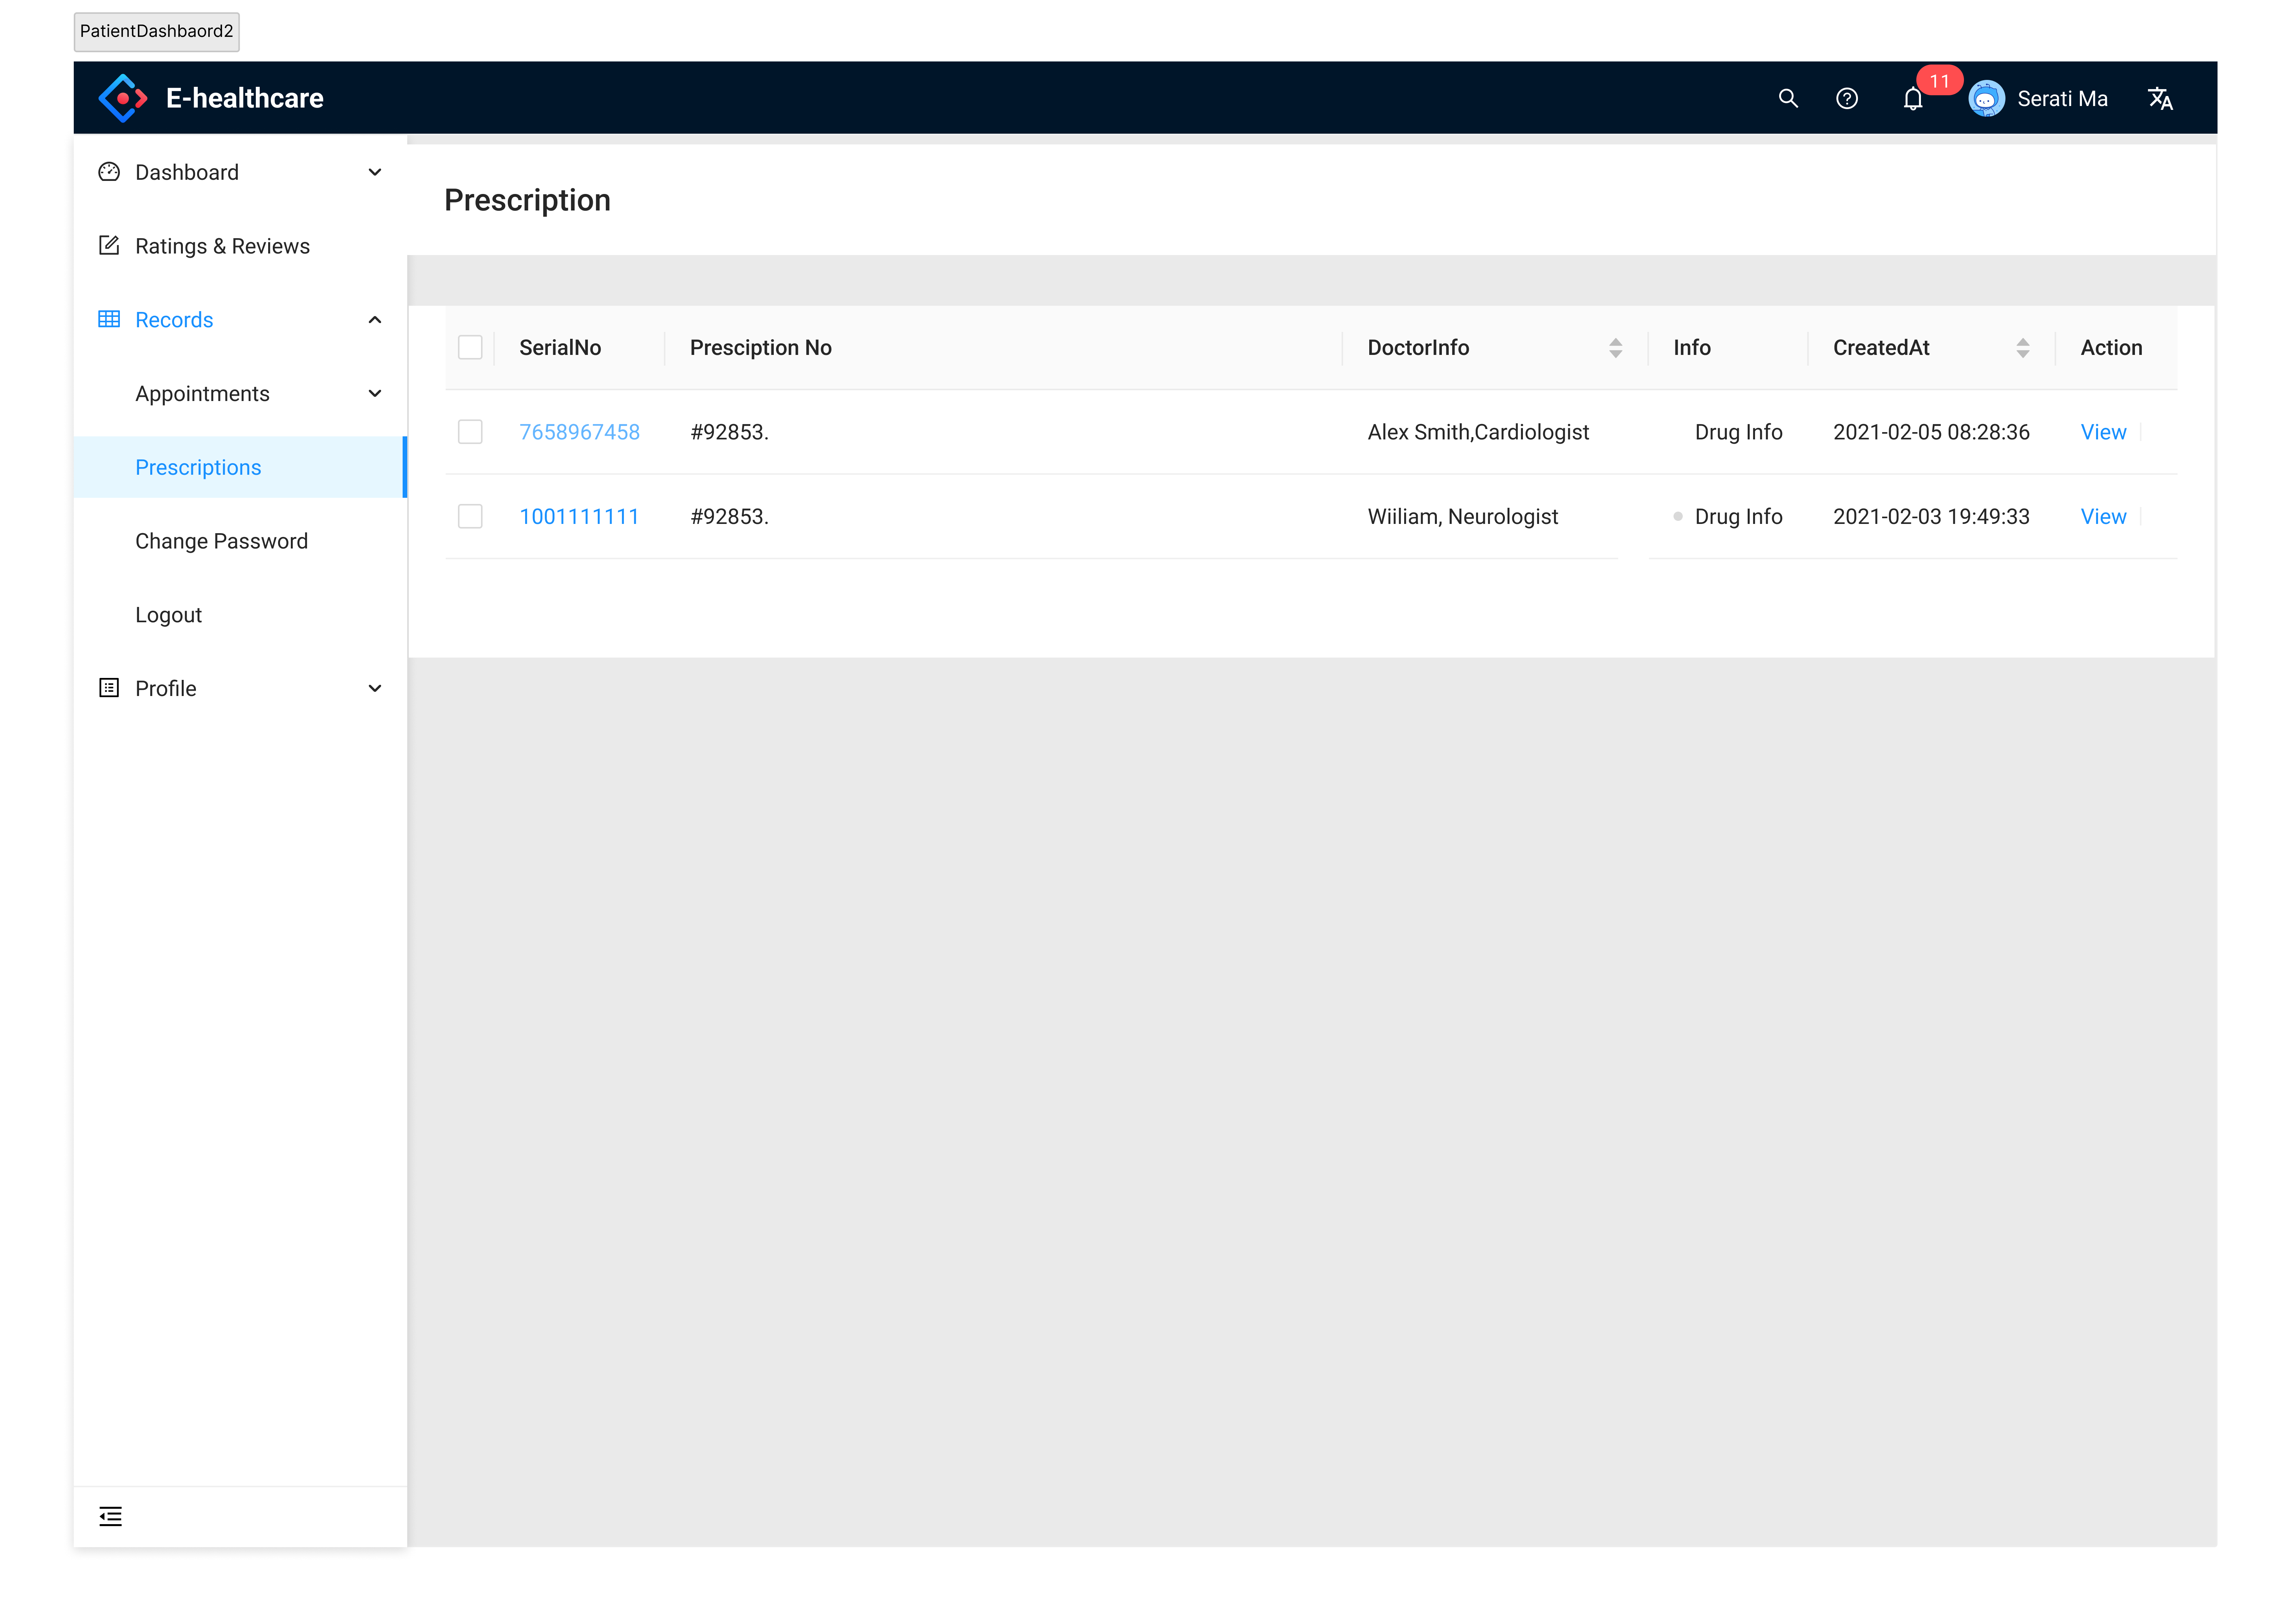 PatientDashbaord2
E-healthcare
11
Serati Ma
Dashboard
Ratings & Reviews
Records
Appointments
Prescriptions
Change Password
Logout
Profile
Prescription
SerialNo Presciption No DoctorInfo Info CreatedAt Action
7658967458 #92853. Alex Smith,Cardiologist Drug Info 2021-02-05 08:28:36 View
1001111111 #92853. Wiiliam, Neurologist Drug Info 2021-02-03 19:49:33 View